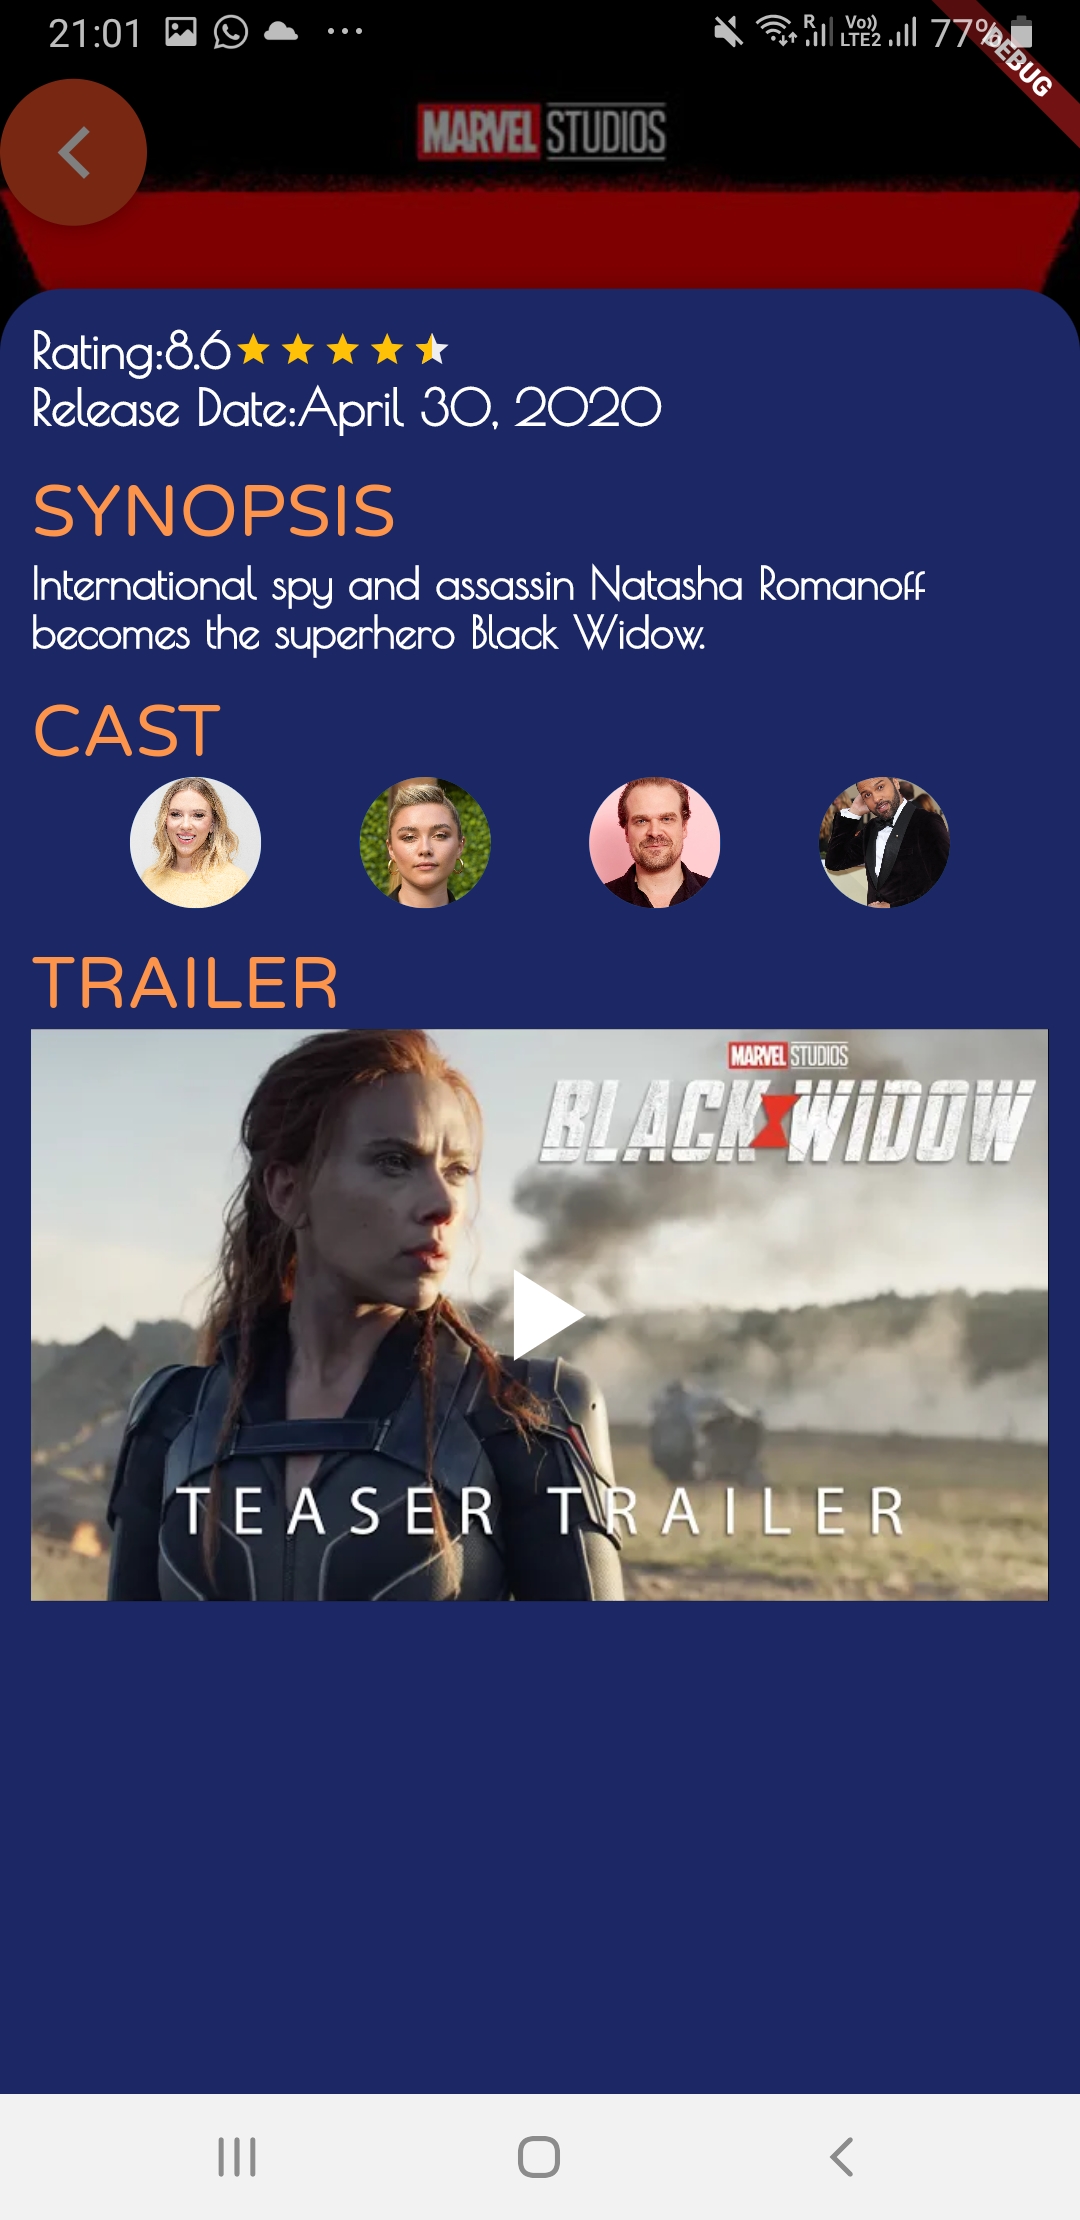 21:01
R
Vo))
LTE2
77%
DEBUG
MARVEL STUDIOS
Rating:8.6
Release Date:April 30, 2020
SYNOPSIS
International spy and assassin Natasha Romanoff
becomes the superhero Black Widow.
CAST
TRAILER
MARVEL STUDIOS
BLACK WIDOW
TEASER TRAILER